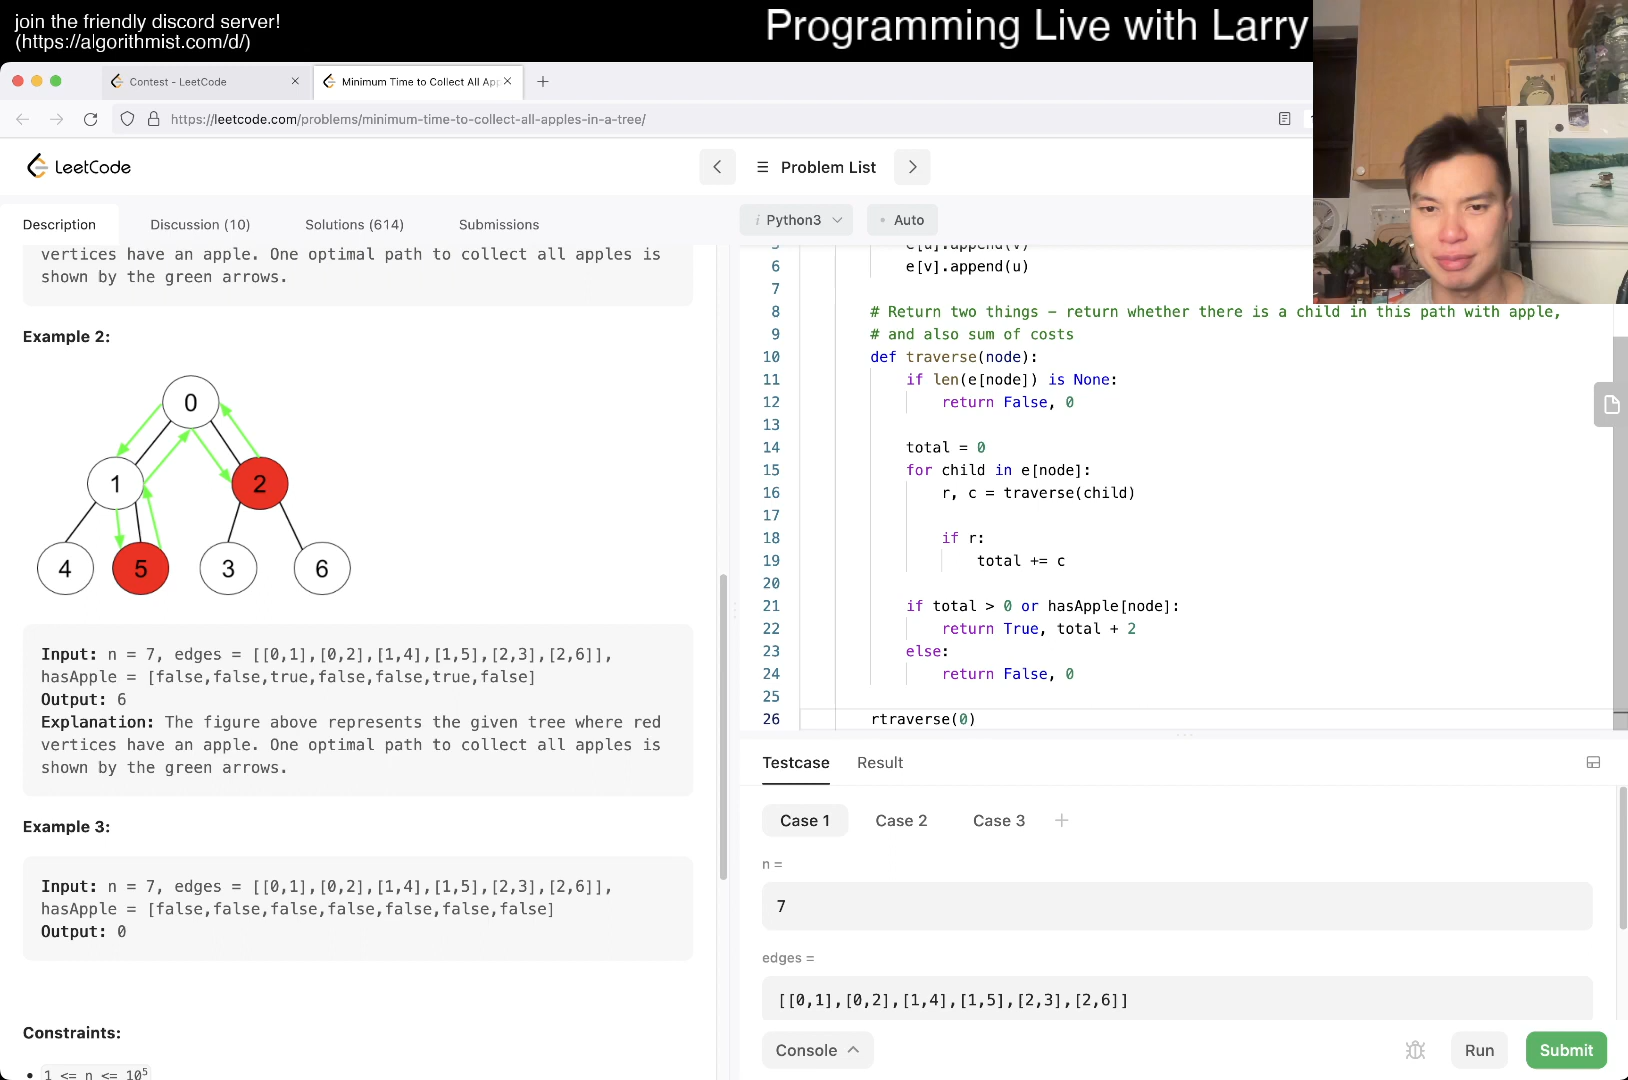 join the friendly discord server!
(https://algorithmist.com/d/)
Programming Live with Larry
Contest - LeetCode
Minimum Time to Collect All App
https://leetcode.com/problems/minimum-time-to-collect-all-apples-in-a-tree/
LeetCode
Problem List
Description
Discussion (10)
Solutions (614)
Submissions
Python3
Auto
vertices have an apple. One optimal path to collect all apples is
shown by the green arrows.
Example 2:
0
1
2
4
5
3
6
Input: n = 7, edges = [[0,1],[0,2],[1,4],[1,5],[2,3],[2,6]],
hasApple = [false,false,true,false,false,true,false]
Output: 6
Explanation: The figure above represents the given tree where red
vertices have an apple. One optimal path to collect all apples is
shown by the green arrows.
Example 3:
Input: n = 7, edges = [[0,1],[0,2],[1,4],[1,5],[2,3],[2,6]],
hasApple = [false,false,false,false,false,false,false]
Output: 0
Constraints:
• 1 <= n <= 10⁵
5 e[u].append(v)
6 e[v].append(u)
7
8 # Return two things – return whether there is a child in this path with apple,
9 # and also sum of costs
10 def traverse(node):
11 if len(e[node]) is None:
12 return False, 0
13
14 total = 0
15 for child in e[node]:
16 r, c = traverse(child)
17
18 if r:
19 total += c
20
21 if total > 0 or hasApple[node]:
22 return True, total + 2
23 else:
24 return False, 0
25
26 rtraverse(0)
Testcase
Result
Case 1
Case 2
Case 3
n =
7
edges =
[[0,1],[0,2],[1,4],[1,5],[2,3],[2,6]]
Console
Run
Submit